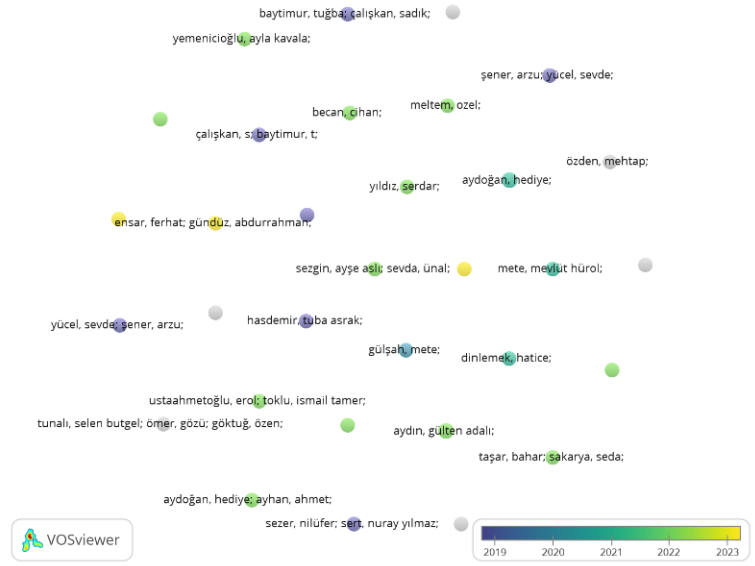 baytimur, tuğba; çalışkan, sadık;
yemenicioğlu, ayla kavala;
şener, arzu; yücel, sevde;
meltem, ozel;
becan, cihan;
çalışkan, s; baytimur, t;
özden, mehtap;
aydoğan, hediye;
yıldız, serdar;
ensar, ferhat; gündüz, abdurrahman;
sezgin, ayşe aslı; sevda, ünal;
mete, mevlüt hürol;
hasdemir, tuba asrak;
yücel, sevde; şener, arzu;
gülşah, mete;
dinlemek, hatice;
ustaahmetoğlu, erol; toklu, ismail tamer;
tunalı, selen butgel; ömer, gözü; göktuğ, özen;
aydın, gülten adalı;
taşar, bahar; sakarya, seda;
aydoğan, hediye; ayhan, ahmet;
sezer, nilüfer; sert, nuray yılmaz;
VOSviewer
2019 2020 2021 2022 2023